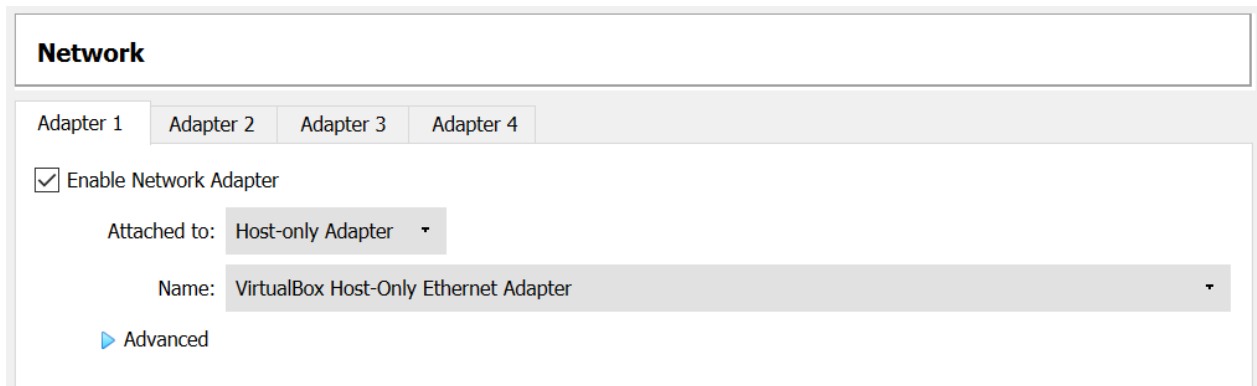 Network
Adapter 1 Adapter 2 Adapter 3 Adapter 4
Enable Network Adapter
Attached to: Host-only Adapter
Name: VirtualBox Host-Only Ethernet Adapter
Advanced